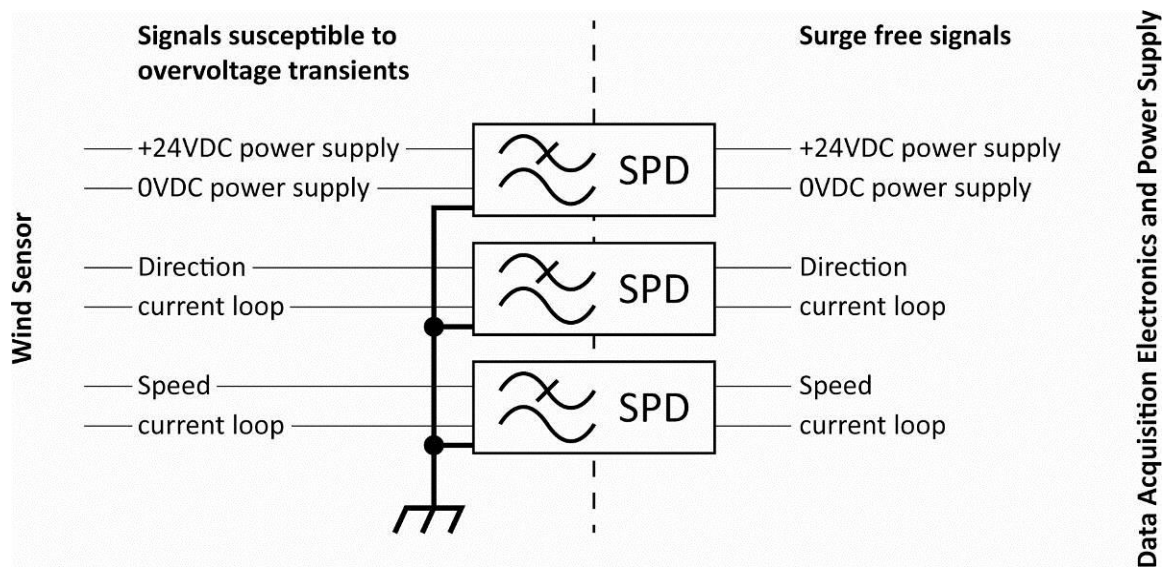 Signals susceptible to
overvoltage transients
Surge free signals
Wind Sensor
+24VDC power supply
0VDC power supply
SPD
+24VDC power supply
0VDC power supply
Direction
current loop
SPD
Direction
current loop
Speed
current loop
SPD
Speed
current loop
Data Acquisition Electronics and Power Supply